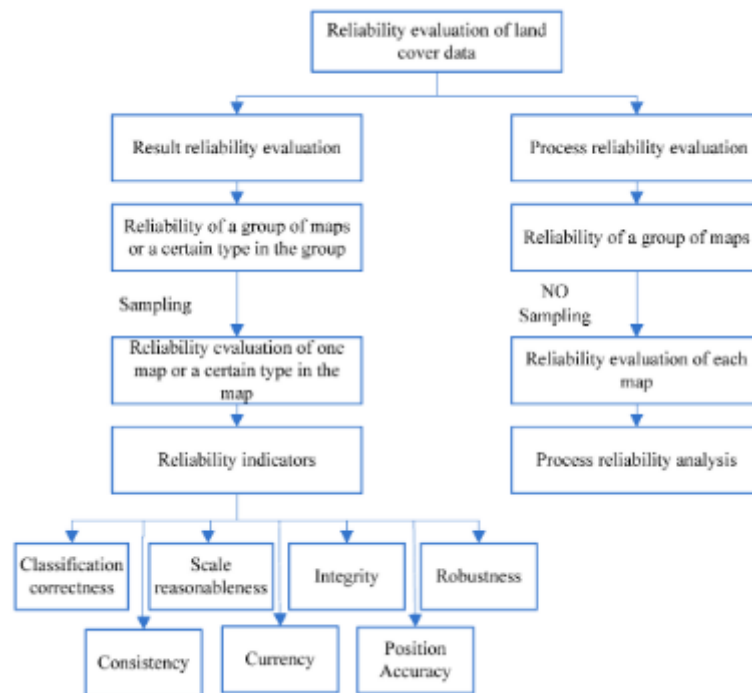 Reliability evaluation of land
cover data
Result reliability evaluation
Process reliability evaluation
Reliability of a group of maps
or a certain type in the group
Reliability of a group of maps
Sampling
NO
Sampling
Reliability evaluation of one
map or a certain type in the
map
Reliability evaluation of each
map
Reliability indicators
Process reliability analysis
Classification
correctness
Scale
reasonableness
Integrity
Robustness
Consistency
Currency
Position
Accuracy